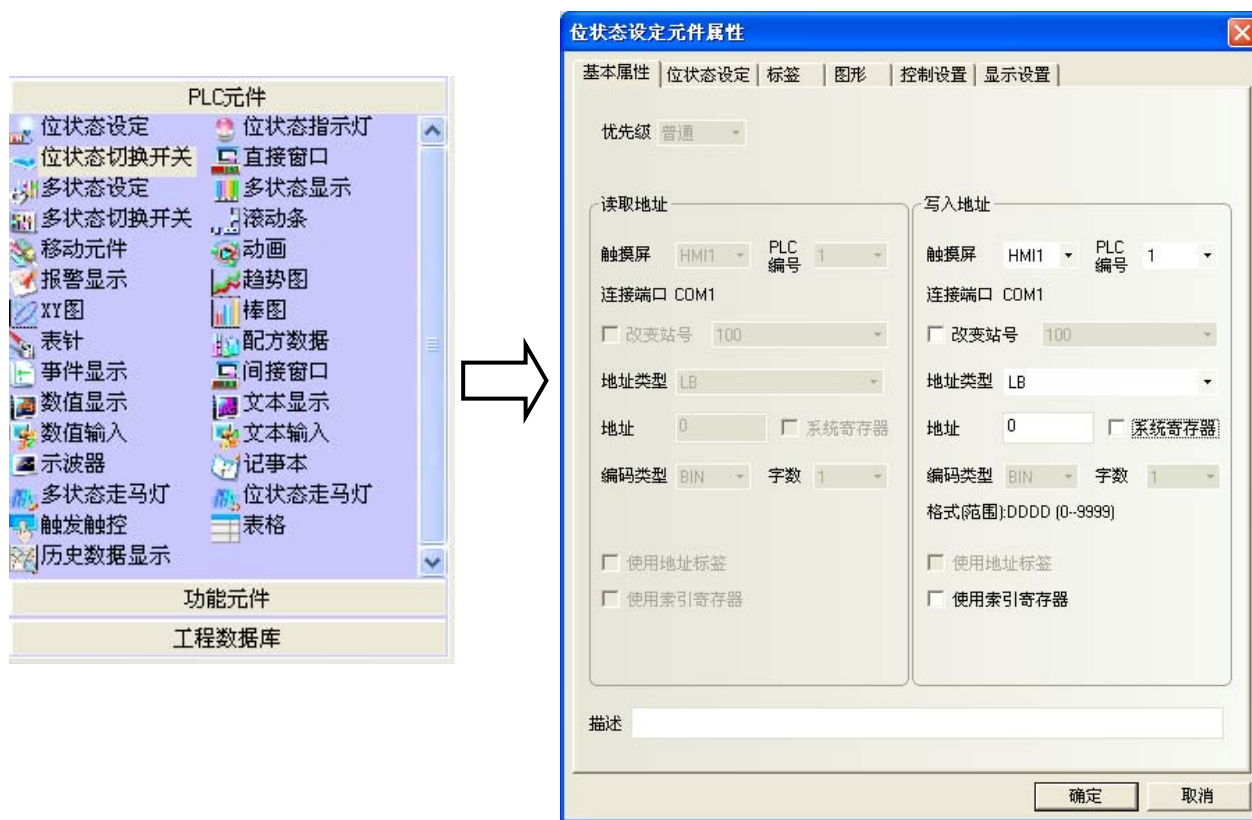 PLC元件
位状态设定 位状态指示灯
位状态切换开关 直接窗口
多状态设定 多状态显示
多状态切换开关 滚动条
移动元件 动画
报警显示 趋势图
XY图 棒图
表针 配方数据
事件显示 间接窗口
数值显示 文本显示
数值输入 文本输入
示波器 记事本
多状态走马灯 位状态走马灯
触发触控 表格
历史数据显示
功能元件
工程数据库
位状态设定元件属性
基本属性 位状态设定 标签 图形 控制设置 显示设置
优先级 普通
读取地址
触摸屏 HMI1 PLC编号 1
连接端口 COM1
改变站号 100
地址类型 LB
地址 0 系统寄存器
编码类型 BIN 字数 1
使用地址标签
使用索引寄存器
写入地址
触摸屏 HMI1 PLC编号 1
连接端口 COM1
改变站号 100
地址类型 LB
地址 0 系统寄存器
编码类型 BIN 字数 1
格式(范围):DDDD (0--9999)
使用地址标签
使用索引寄存器
描述
确定 取消